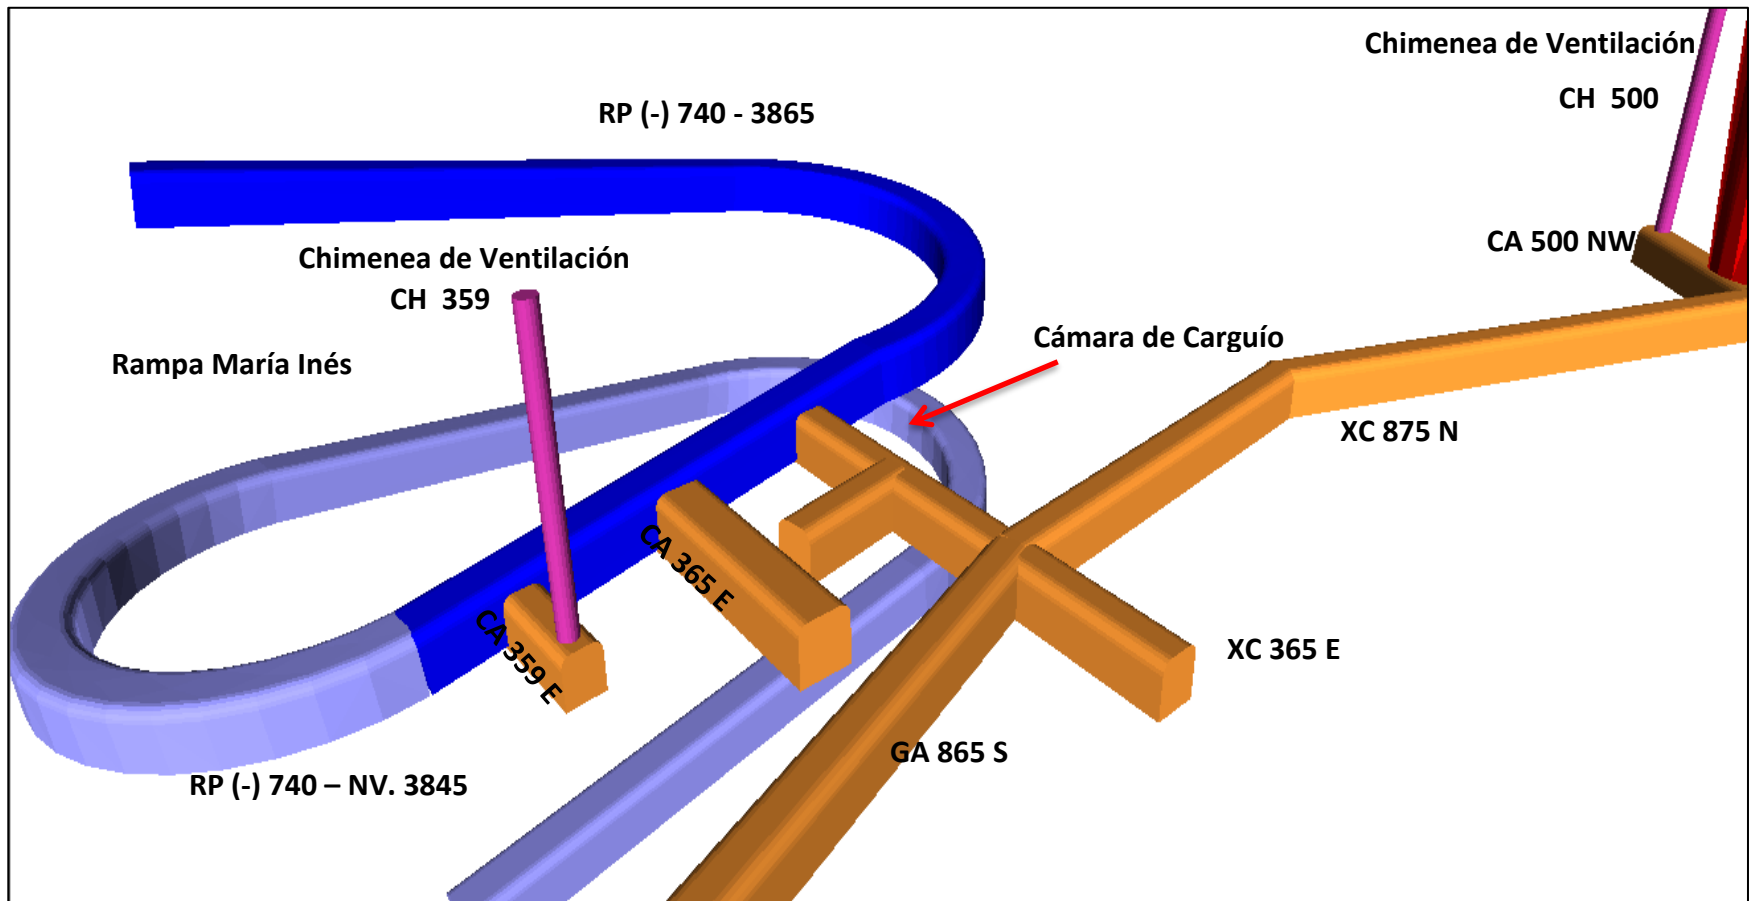 Chimenea de Ventilación
CH 500
RP (-) 740 - 3865
CA 500 NW
Chimenea de Ventilación
CH 359
Cámara de Carguío
Rampa María Inés
XC 875 N
CA 365 E
CA 359 E
XC 365 E
GA 865 S
RP (-) 740 – NV. 3845